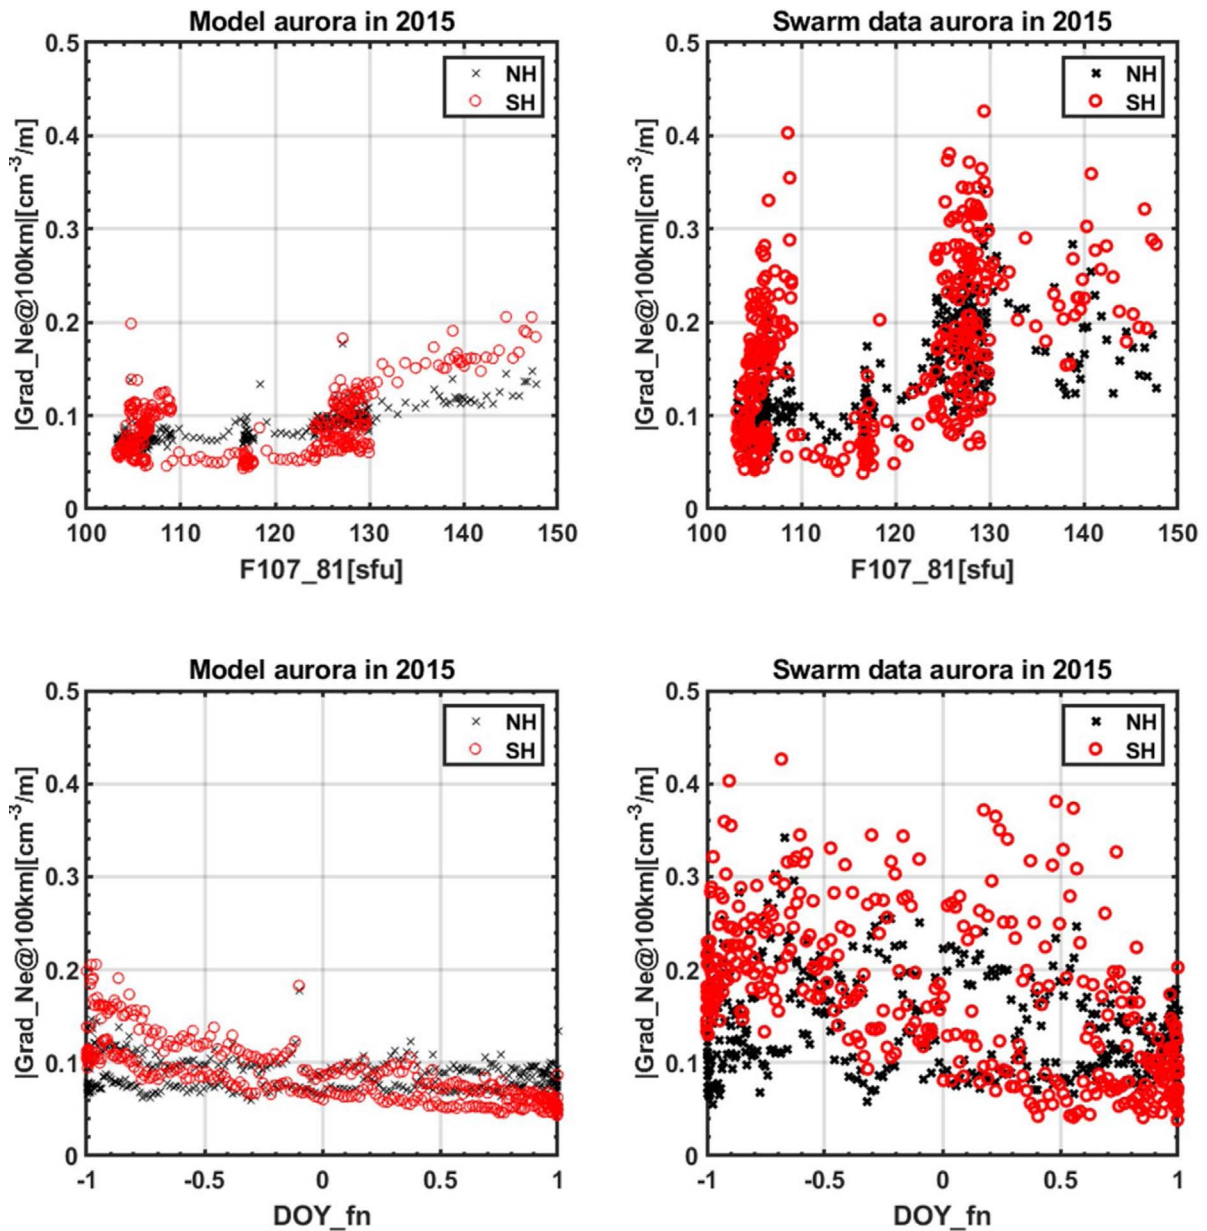 Model aurora in 2015
Swarm data aurora in 2015
0.5
0.4
0.3
0.2
0.1
0
|Grad_Ne@100km|[cm⁻³/m]
NH
SH
100
110
120
130
140
150
F107_81[sfu]
0.5
0.4
0.3
0.2
0.1
0
|Grad_Ne@100km|[cm⁻³/m]
NH
SH
100
110
120
130
140
150
F107_81[sfu]
Model aurora in 2015
Swarm data aurora in 2015
0.5
0.4
0.3
0.2
0.1
0
|Grad_Ne@100km|[cm⁻³/m]
NH
SH
-1
-0.5
0
0.5
1
DOY_fn
0.5
0.4
0.3
0.2
0.1
0
|Grad_Ne@100km|[cm⁻³/m]
NH
SH
-1
-0.5
0
0.5
1
DOY_fn